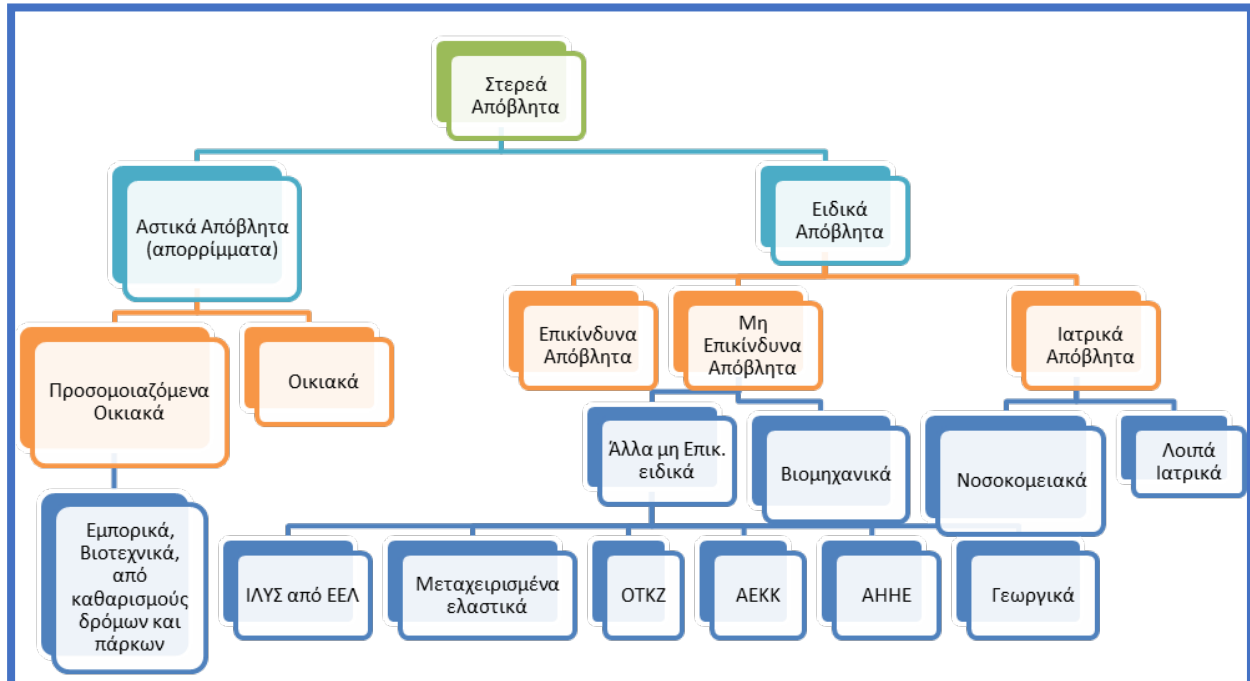 Στερεά
Απόβλητα
Αστικά Απόβλητα
(απορρίμματα)
Ειδικά
Απόβλητα
Προσομοιαζόμενα
Οικιακά
Οικιακά
Επικίνδυνα
Απόβλητα
Μη
Επικίνδυνα
Απόβλητα
Ιατρικά
Απόβλητα
Εμπορικά,
Βιοτεχνικά,
από
καθαρισμούς
δρόμων και
πάρκων
Άλλα μη Επικ.
ειδικά
Βιομηχανικά
Νοσοκομειακά
Λοιπά
Ιατρικά
ΙΛΥΣ από ΕΕΛ
Μεταχειρισμένα
ελαστικά
ΟΤΚΖ
ΑΕΚΚ
ΑΗΗΕ
Γεωργικά